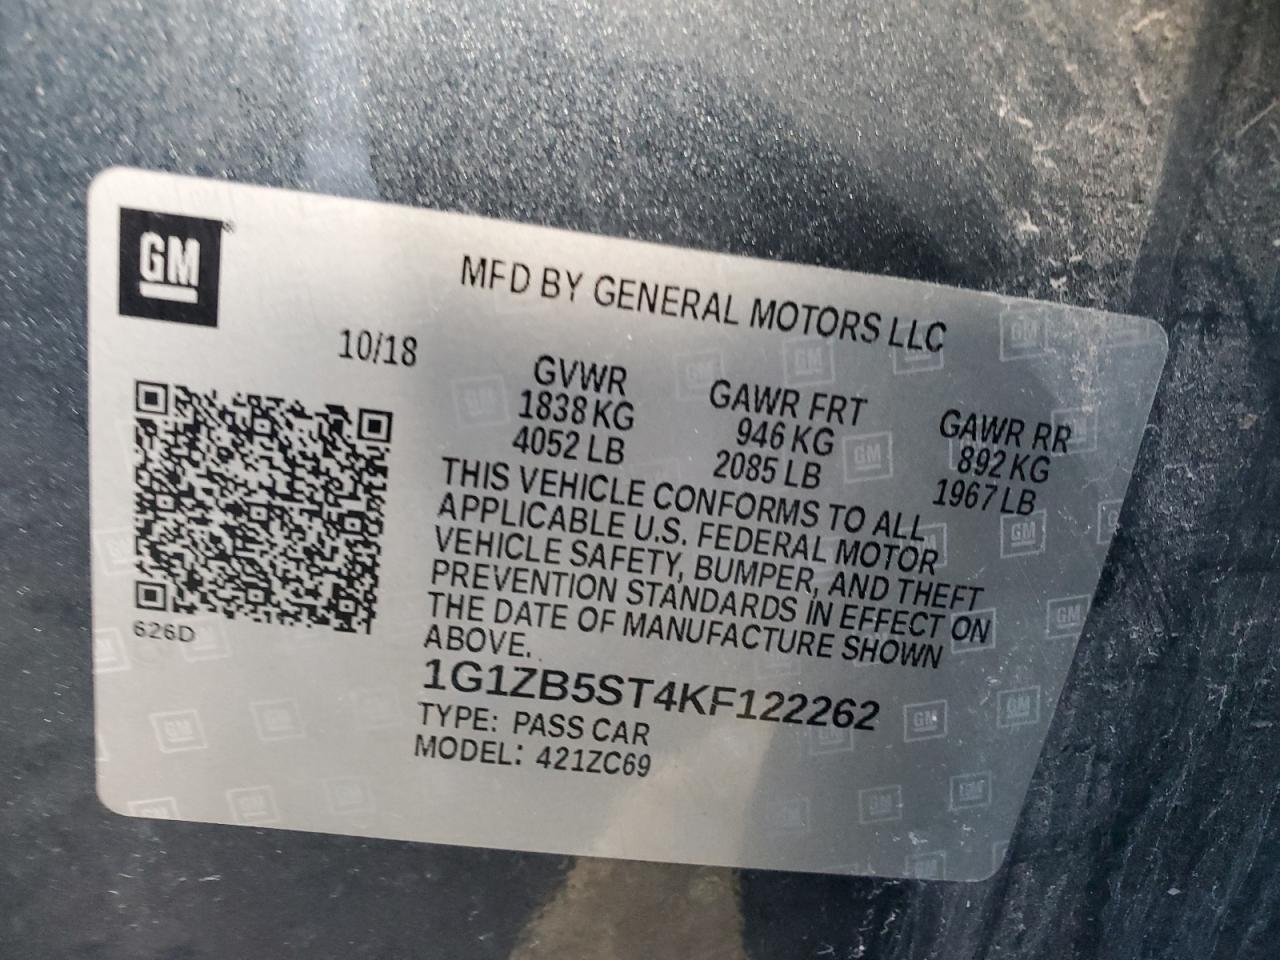 GM
MFD BY GENERAL MOTORS LLC
10/18
GVWR
1838 KG
4052 LB
GAWR FRT
946 KG
2085 LB
GAWR RR
892 KG
1967 LB
THIS VEHICLE CONFORMS TO ALL
APPLICABLE U.S. FEDERAL MOTOR
VEHICLE SAFETY, BUMPER, AND THEFT
PREVENTION STANDARDS IN EFFECT ON
THE DATE OF MANUFACTURE SHOWN
ABOVE.
626D
1G1ZB5ST4KF122262
TYPE: PASS CAR
MODEL: 421ZC69